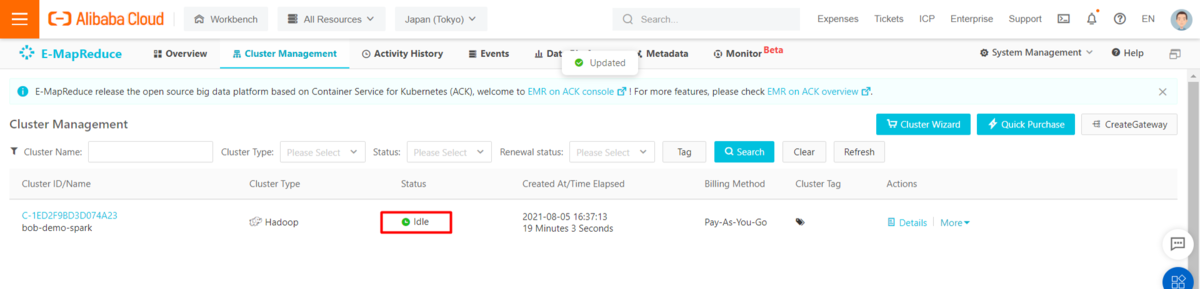 Alibaba Cloud Workbench All Resources Japan (Tokyo) Search... Expenses Tickets ICP Enterprise Support EN
E-MapReduce Overview Cluster Management Activity History Events Metadata Monitor Beta System Management Help
Updated
E-MapReduce release the open source big data platform based on Container Service for Kubernetes (ACK), welcome to EMR on ACK console ! For more features, please check EMR on ACK overview .
Cluster Management Cluster Wizard Quick Purchase CreateGateway
Cluster Name: Cluster Type: Please Select Status: Please Select Renewal status: Please Select Tag Search Clear Refresh
Cluster ID/Name Cluster Type Status Created At/Time Elapsed Billing Method Cluster Tag Actions
C-1ED2F9BD3D074A23 Hadoop Idle 2021-08-05 16:37:13 Pay-As-You-Go Details More
bob-demo-spark 19 Minutes 3 Seconds